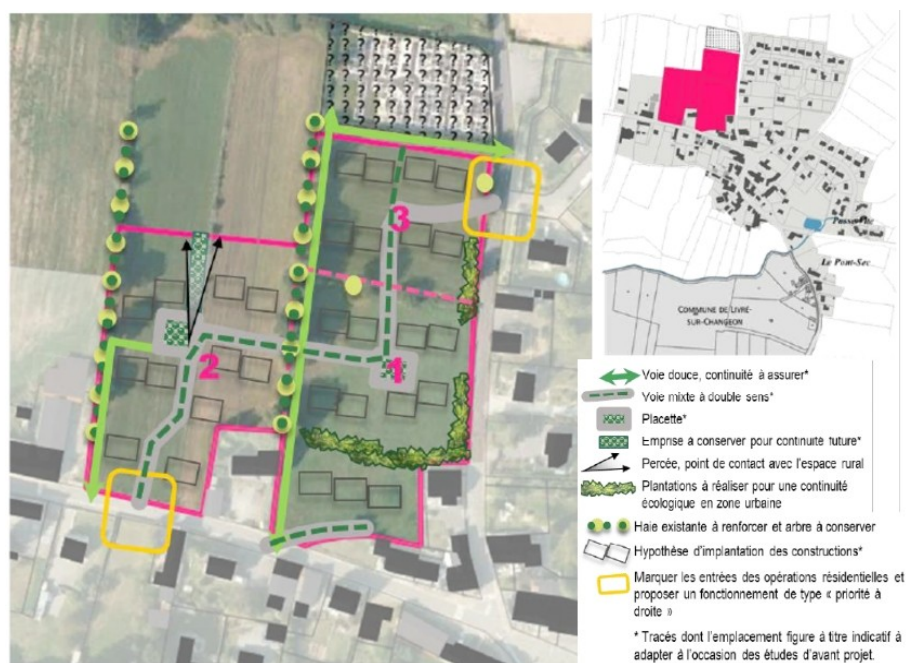 ? ? ? ? ? ? ? ? ? ?
3
2
1
Passe-Vite
Le Pont-Sec
COMMUNE DE LIVRÉ-
SUR-CHANGEON
Voie douce, continuité à assurer*
Voie mixte à double sens*
Placette*
Emprise à conserver pour continuité future*
Percée, point de contact avec l'espace rural
Plantations à réaliser pour une continuité
écologique en zone urbaine
Haie existante à renforcer et arbre à conserver
Hypothèse d'implantation des constructions*
Marquer les entrées des opérations résidentielles et
proposer un fonctionnement de type « priorité à
droite »
* Tracés dont l'emplacement figure à titre indicatif à
adapter à l'occasion des études d'avant projet.